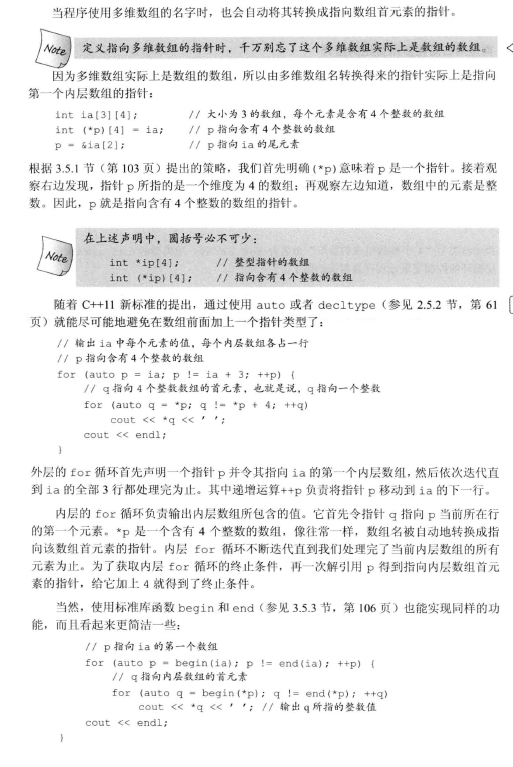 当程序使用多维数组的名字时，也会自动将其转换成指向数组首元素的指针。
Note
定义指向多维数组的指针时，千万别忘了这个多维数组实际上是数组的数组。
因为多维数组实际上是数组的数组，所以由多维数组名转换得来的指针实际上是指向
第一个内层数组的指针：
int ia[3][4]; // 大小为 3 的数组，每个元素是含有 4 个整数的数组
int (*p)[4] = ia; // p 指向含有 4 个整数的数组
p = &ia[2]; // p 指向 ia 的尾元素
根据 3.5.1 节（第 103 页）提出的策略，我们首先明确(*p)意味着 p 是一个指针。接着观
察右边发现，指针 p 所指的是一个维度为 4 的数组；再观察左边知道，数组中的元素是整
数。因此，p 就是指向含有 4 个整数的数组的指针。
Note
在上述声明中，圆括号必不可少：
int *ip[4]; // 整型指针的数组
int (*ip)[4]; // 指向含有 4 个整数的数组
随着 C++11 新标准的提出，通过使用 auto 或者 decltype（参见 2.5.2 节，第 61
页）就能尽可能地避免在数组前面加上一个指针类型了：
// 输出 ia 中每个元素的值，每个内层数组各占一行
// p 指向含有 4 个整数的数组
for (auto p = ia; p != ia + 3; ++p) {
// q 指向 4 个整数数组的首元素，也就是说，q 指向一个整数
for (auto q = *p; q != *p + 4; ++q)
cout << *q << ' ';
cout << endl;
}
外层的 for 循环首先声明一个指针 p 并令其指向 ia 的第一个内层数组，然后依次迭代直
到 ia 的全部 3 行都处理完为止。其中递增运算++p 负责将指针 p 移动到 ia 的下一行。
内层的 for 循环负责输出内层数组所包含的值。它首先令指针 q 指向 p 当前所在行
的第一个元素。*p 是一个含有 4 个整数的数组，像往常一样，数组名被自动地转换成指
向该数组首元素的指针。内层 for 循环不断迭代直到我们处理完了当前内层数组的所有
元素为止。为了获取内层 for 循环的终止条件，再一次解引用 p 得到指向内层数组首元
素的指针，给它加上 4 就得到了终止条件。
当然，使用标准库函数 begin 和 end（参见 3.5.3 节，第 106 页）也能实现同样的功
能，而且看起来更简洁一些：
// p 指向 ia 的第一个数组
for (auto p = begin(ia); p != end(ia); ++p) {
// q 指向内层数组的首元素
for (auto q = begin(*p); q != end(*p); ++q)
cout << *q << ' '; // 输出 q 所指的整数值
cout << endl;
}